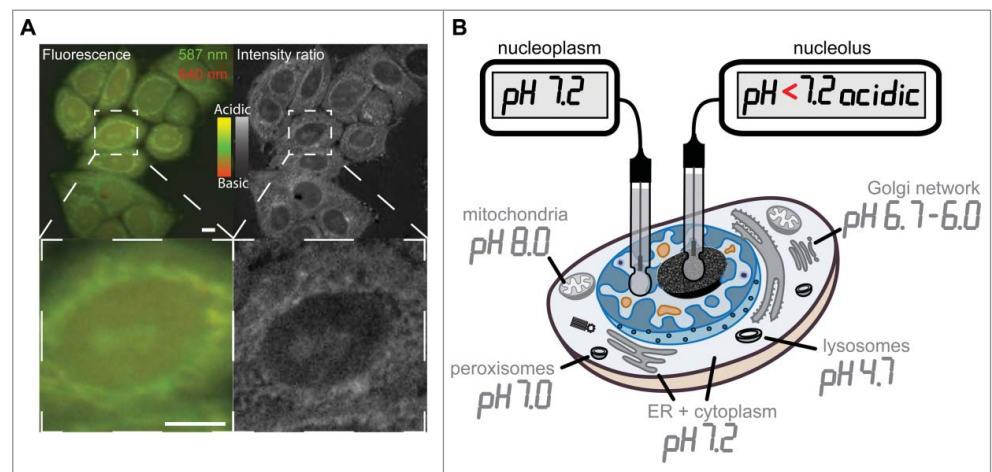 A
Fluorescence
587 nm
640 nm
Intensity ratio
Acidic
Basic
B
nucleoplasm
pH 7.2
nucleolus
pH <7.2 acidic
Golgi network
pH 6.7-6.0
mitochondria
pH 8.0
lysosomes
pH 4.7
peroxisomes
pH 7.0
ER + cytoplasm
pH 7.2